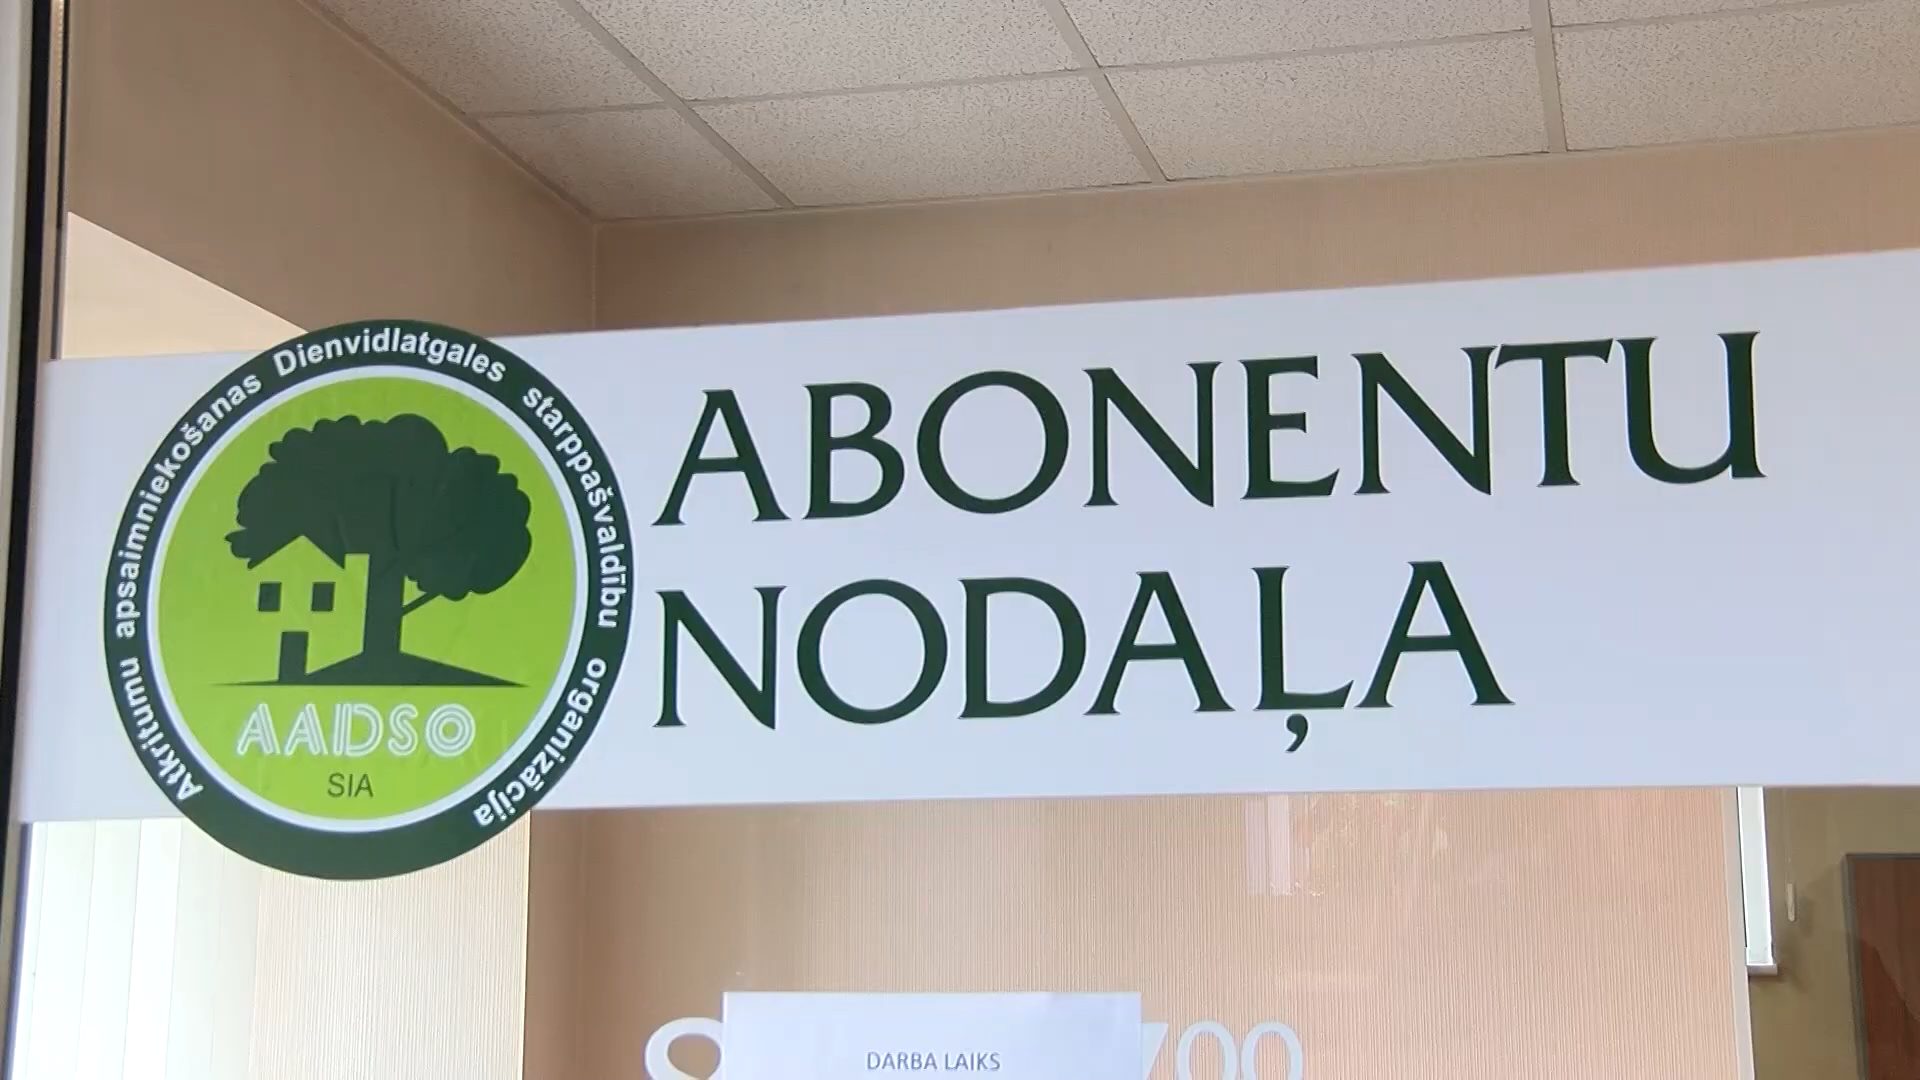 Atkritumu apsaimniekošanas Dienvidlatgales starppašvaldību organizācija
AADSO
SIA
ABONENTU
NODAĻA
DARBA LAIKS